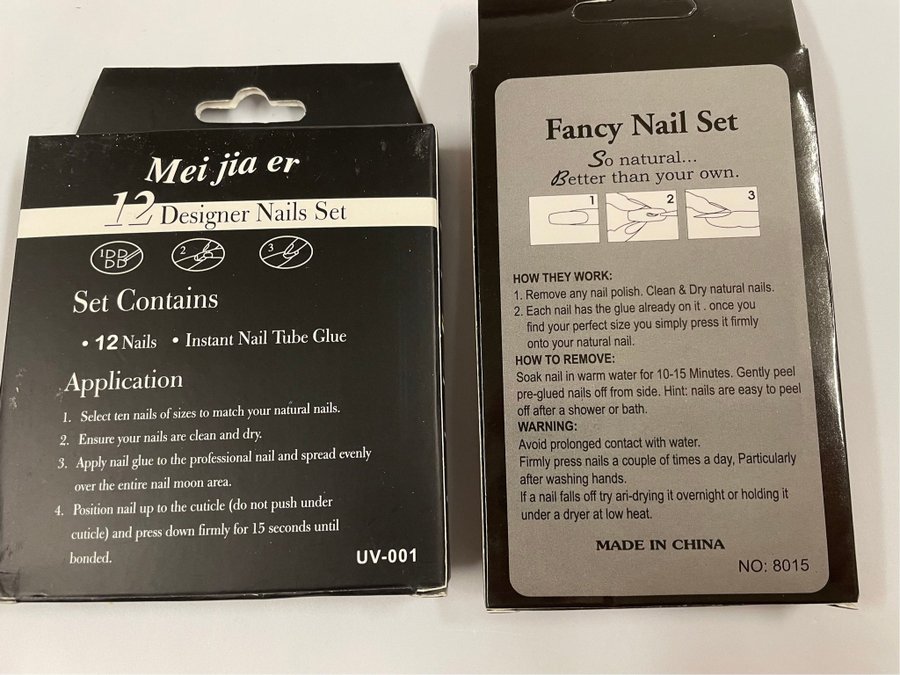 Mei jia er
12 Designer Nails Set
1 DD DD 2 3
Set Contains
• 12 Nails • Instant Nail Tube Glue
Application
1. Select ten nails of sizes to match your natural nails.
2. Ensure your nails are clean and dry.
3. Apply nail glue to the professional nail and spread evenly
over the entire nail moon area.
4. Position nail up to the cuticle (do not push under
cuticle) and press down firmly for 15 seconds until
bonded.
UV-001
Fancy Nail Set
So natural...
Better than your own.
1 2 3
HOW THEY WORK:
1. Remove any nail polish. Clean & Dry natural nails.
2. Each nail has the glue already on it . once you
find your perfect size you simply press it firmly
onto your natural nail.
HOW TO REMOVE:
Soak nail in warm water for 10-15 Minutes. Gently peel
pre-glued nails off from side. Hint: nails are easy to peel
off after a shower or bath.
WARNING:
Avoid prolonged contact with water.
Firmly press nails a couple of times a day, Particularly
after washing hands.
If a nail falls off try ari-drying it overnight or holding it
under a dryer at low heat.
MADE IN CHINA
NO: 8015